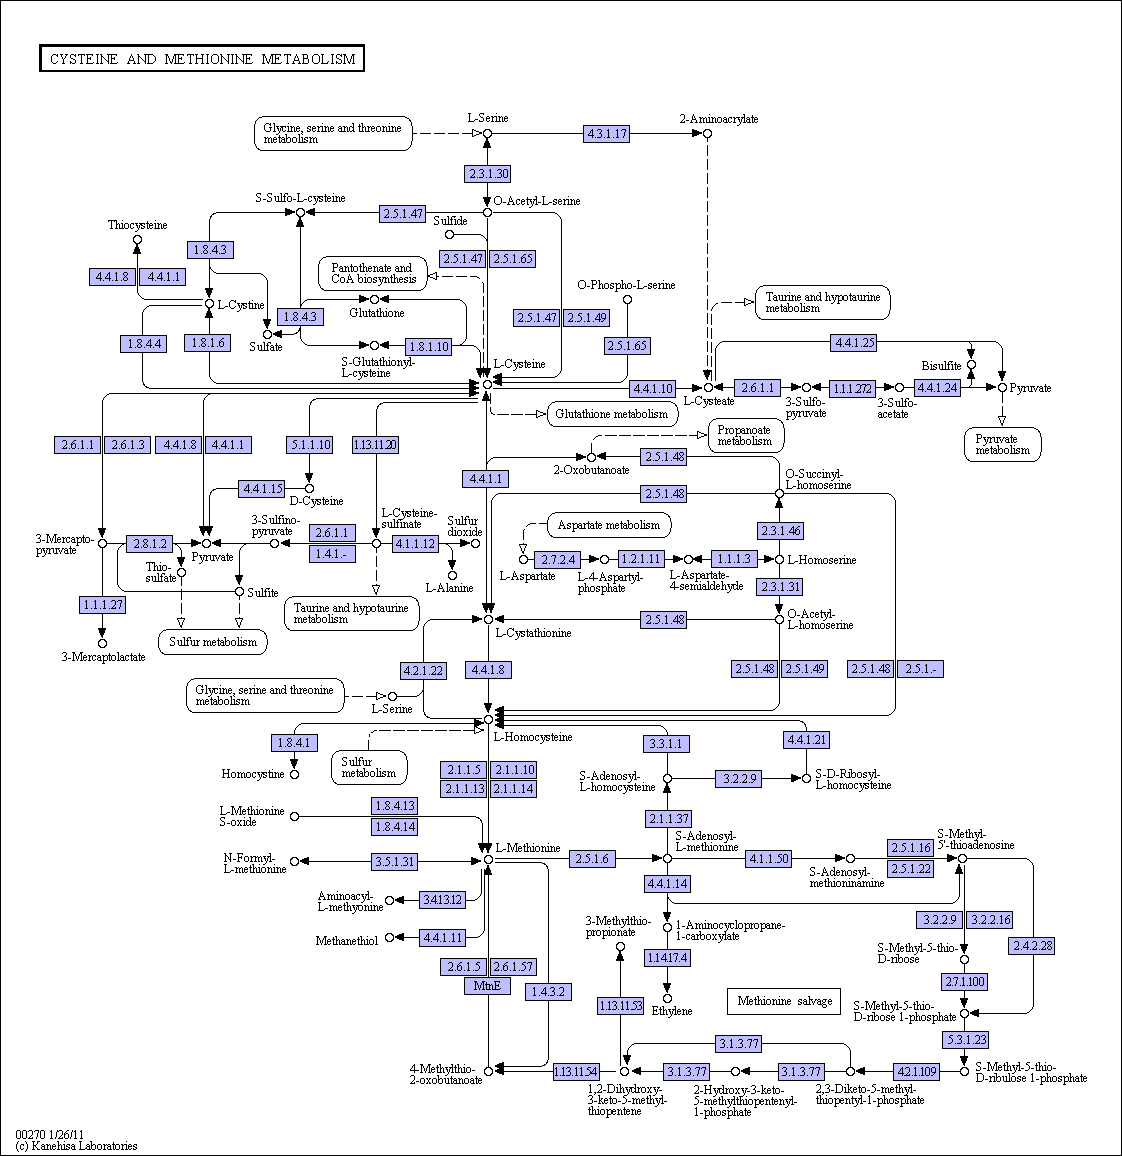 CYSTEINE AND METHIONINE METABOLISM
L-Serine
2-Aminoacrylate
Glycine, serine and threonine
metabolism
4.3.1.17
2.3.1.30
S-Sulfo-L-cysteine
O-Acetyl-L-serine
2.5.1.47
Sulfide
Thiocysteine
1.8.4.3
2.5.1.47
2.5.1.65
Pantothenate and
CoA biosynthesis
4.4.1.8
4.4.1.1
O-Phospho-L-serine
Taurine and hypotaurine
metabolism
L-Cystine
Glutathione
1.8.4.3
2.5.1.47
2.5.1.49
1.8.4.4
1.8.1.6
Sulfate
1.8.1.10
2.5.1.65
4.4.1.25
S-Glutathionyl-
L-cysteine
L-Cysteine
Bisulfite
4.4.1.10
L-Cysteate
2.6.1.1
3-Sulfo-
pyruvate
1.1.1.272
3-Sulfo-
acetate
4.4.1.24
Pyruvate
Glutathione metabolism
Propanoate
metabolism
Pyruvate
metabolism
2.6.1.1
2.6.1.3
4.4.1.8
4.4.1.1
5.1.1.10
1.13.11.20
2.5.1.48
2-Oxobutanoate
4.4.1.1
O-Succinyl-
L-homoserine
4.4.1.15
D-Cysteine
2.5.1.48
L-Cysteine-
sulfinate
Sulfur
dioxide
3-Sulfino-
pyruvate
Aspartate metabolism
2.3.1.46
3-Mercapto-
pyruvate
2.8.1.2
Pyruvate
2.6.1.1
1.4.1.-
4.1.1.12
Thio-
sulfate
L-Alanine
L-Aspartate
2.7.2.4
L-4-Aspartyl-
phosphate
1.2.1.11
L-Aspartate-
4-semialdehyde
1.1.1.3
L-Homoserine
2.3.1.31
Sulfite
1.1.1.27
Taurine and hypotaurine
metabolism
O-Acetyl-
L-homoserine
2.5.1.48
L-Cystathionine
Sulfur metabolism
3-Mercaptolactate
4.2.1.22
4.4.1.8
2.5.1.48
2.5.1.49
2.5.1.48
2.5.1.-
Glycine, serine and threonine
metabolism
L-Serine
L-Homocysteine
1.8.4.1
3.3.1.1
4.4.1.21
Sulfur
metabolism
Homocystine
2.1.1.5
2.1.1.10
2.1.1.13
2.1.1.14
S-Adenosyl-
L-homocysteine
3.2.2.9
S-D-Ribosyl-
L-homocysteine
L-Methionine
S-oxide
1.8.4.13
1.8.4.14
2.1.1.37
S-Adenosyl-
L-methionine
S-Methyl-
5'-thioadenosine
L-Methionine
N-Formyl-
L-methionine
3.5.1.31
2.5.1.6
4.1.1.50
S-Adenosyl-
methioninamine
2.5.1.16
2.5.1.22
4.4.1.14
Aminoacyl-
L-methyonine
3.4.13.12
3-Methylthio-
propionate
1-Aminocyclopropane-
1-carboxylate
3.2.2.9
3.2.2.16
Methanethiol
4.4.1.11
2.4.2.28
S-Methyl-5-thio-
D-ribose
2.6.1.5
2.6.1.57
1.14.17.4
MtnE
1.4.3.2
2.7.1.100
1.13.11.53
Ethylene
Methionine salvage
S-Methyl-5-thio-
D-ribose 1-phosphate
5.3.1.23
3.1.3.77
4-Methylthio-
2-oxobutanoate
1.13.11.54
3.1.3.77
3.1.3.77
4.2.1.109
S-Methyl-5-thio-
D-ribulose 1-phosphate
1,2-Dihydroxy-
3-keto-5-methyl-
thiopentene
2-Hydroxy-3-keto-
5-methylthiopentenyl-
1-phosphate
2,3-Diketo-5-methyl-
thiopentyl-1-phosphate
00270 1/26/11
(c) Kanehisa Laboratories